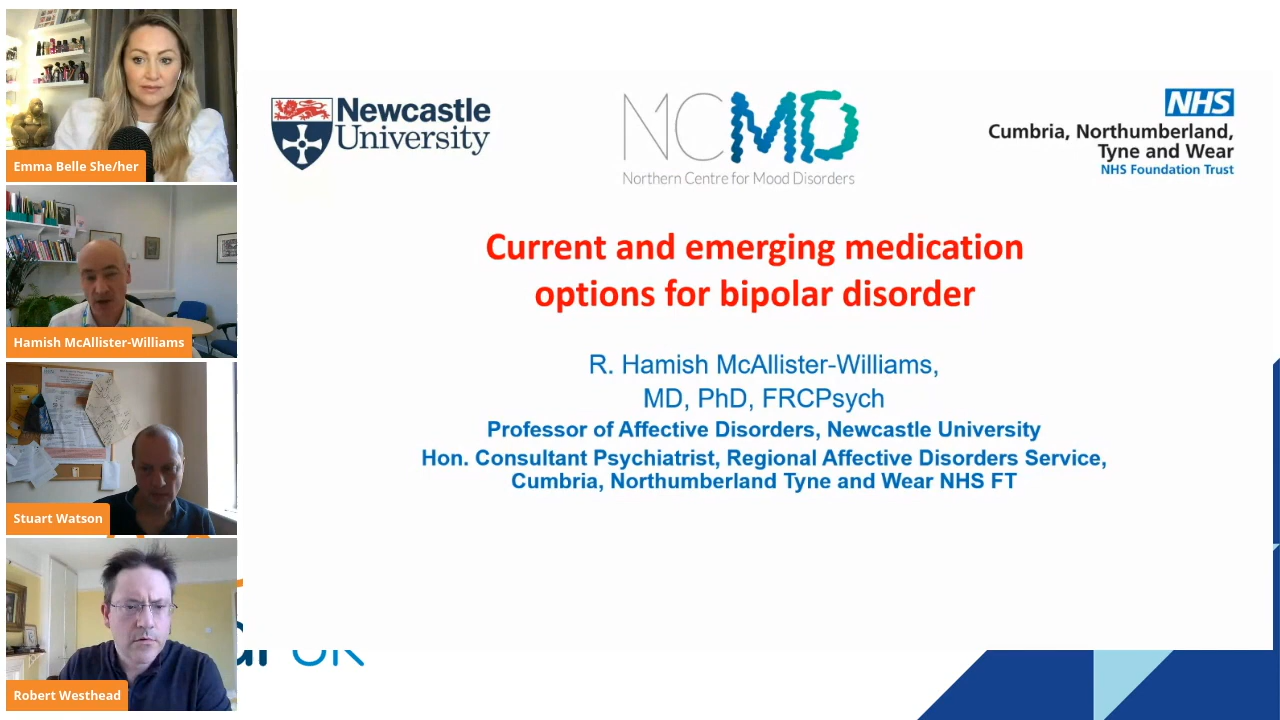 Emma Belle She/her
Hamish McAllister-Williams
Stuart Watson
Robert Westhead
Newcastle
University
NCMD
Northern Centre for Mood Disorders
NHS
Cumbria, Northumberland,
Tyne and Wear
NHS Foundation Trust
Current and emerging medication
options for bipolar disorder
R. Hamish McAllister-Williams,
MD, PhD, FRCPsych
Professor of Affective Disorders, Newcastle University
Hon. Consultant Psychiatrist, Regional Affective Disorders Service,
Cumbria, Northumberland Tyne and Wear NHS FT
UK